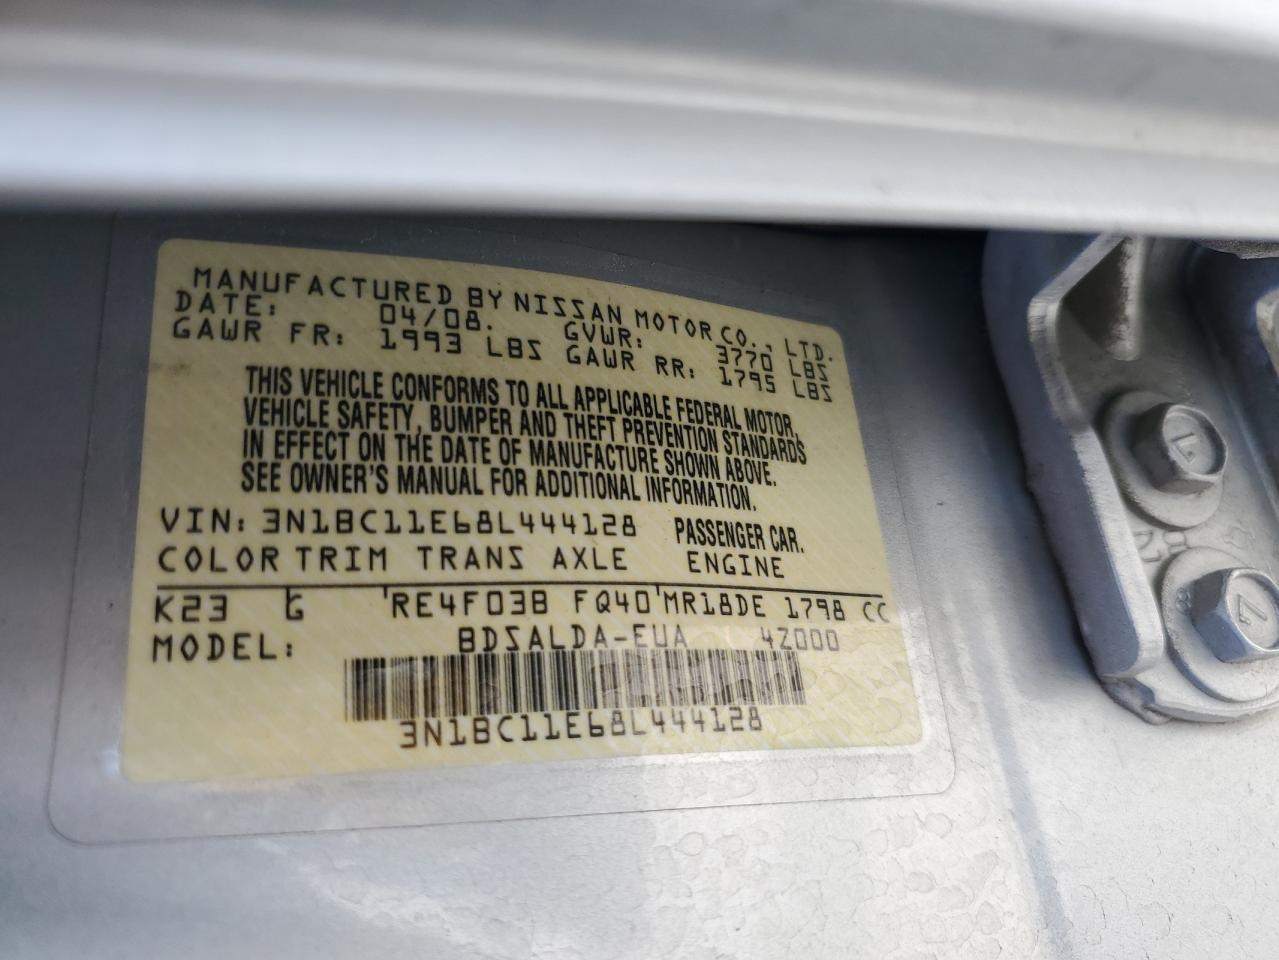 MANUFACTURED BY NISSAN MOTOR CO., LTD.
DATE: 04/08. GVWR: 3770 LBS
GAWR FR: 1993 LBS GAWR RR: 1795 LBS
THIS VEHICLE CONFORMS TO ALL APPLICABLE FEDERAL MOTOR
VEHICLE SAFETY, BUMPER AND THEFT PREVENTION STANDARDS
IN EFFECT ON THE DATE OF MANUFACTURE SHOWN ABOVE.
SEE OWNER'S MANUAL FOR ADDITIONAL INFORMATION.
VIN: 3N1BC11E68L444128 PASSENGER CAR.
COLOR TRIM TRANS AXLE ENGINE
K23 G RE4F03B FQ40 MR18DE 1798 CC
MODEL: BDSALDA-EUA 4Z000
3N1BC11E68L444128
7
7